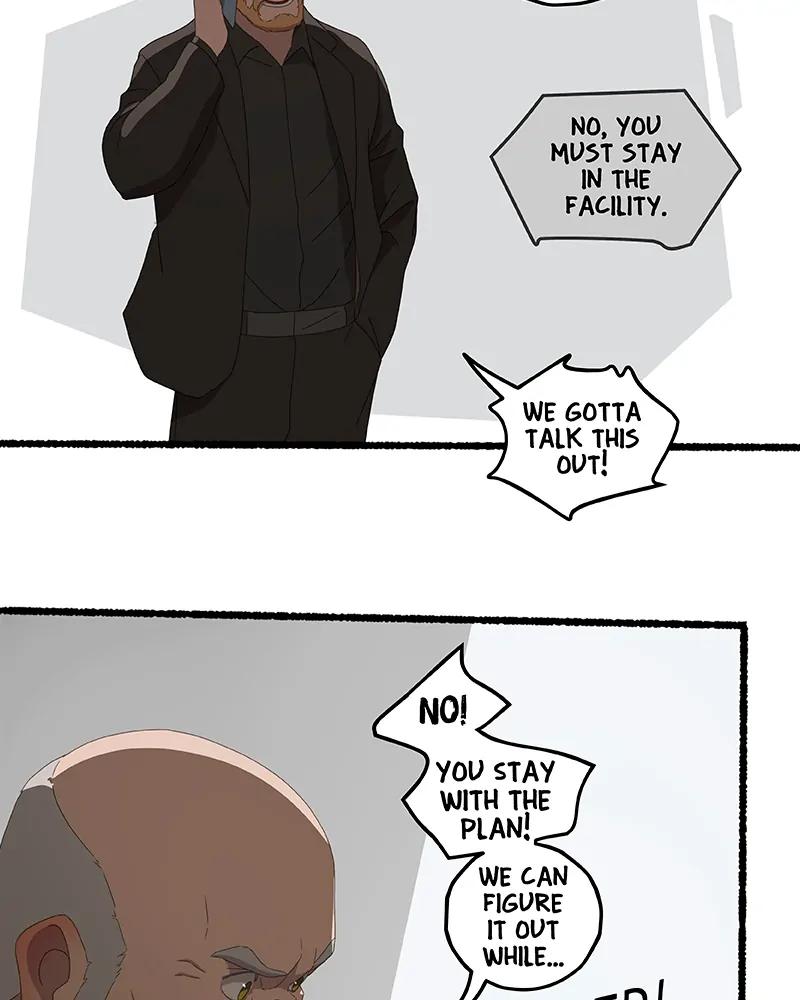 NO, YOU
MUST STAY
IN THE
FACILITY.
WE GOTTA
TALK THIS
OUT!
NO!
YOU STAY
WITH THE
PLAN!
WE CAN
FIGURE
IT OUT
WHILE...